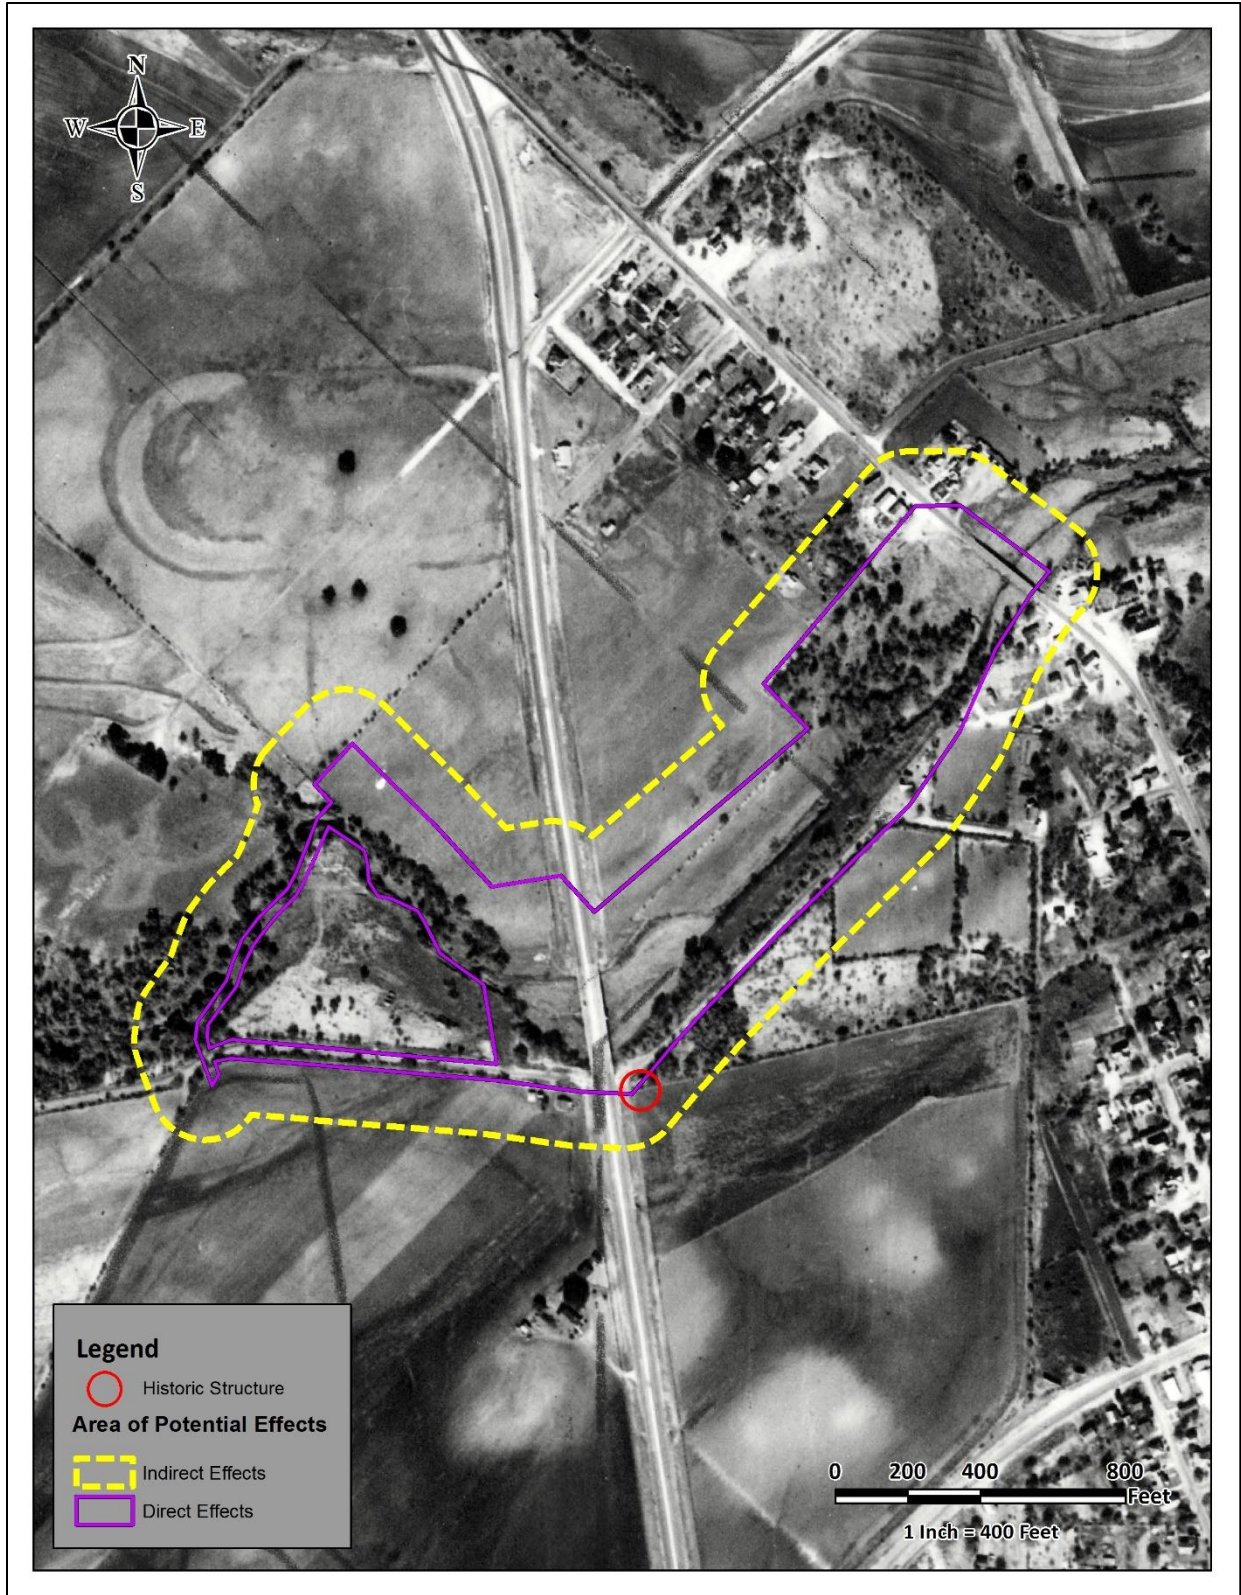 N
W E
S
Legend
Historic Structure
Area of Potential Effects
Indirect Effects
Direct Effects
0 200 400 800
Feet
1 Inch = 400 Feet